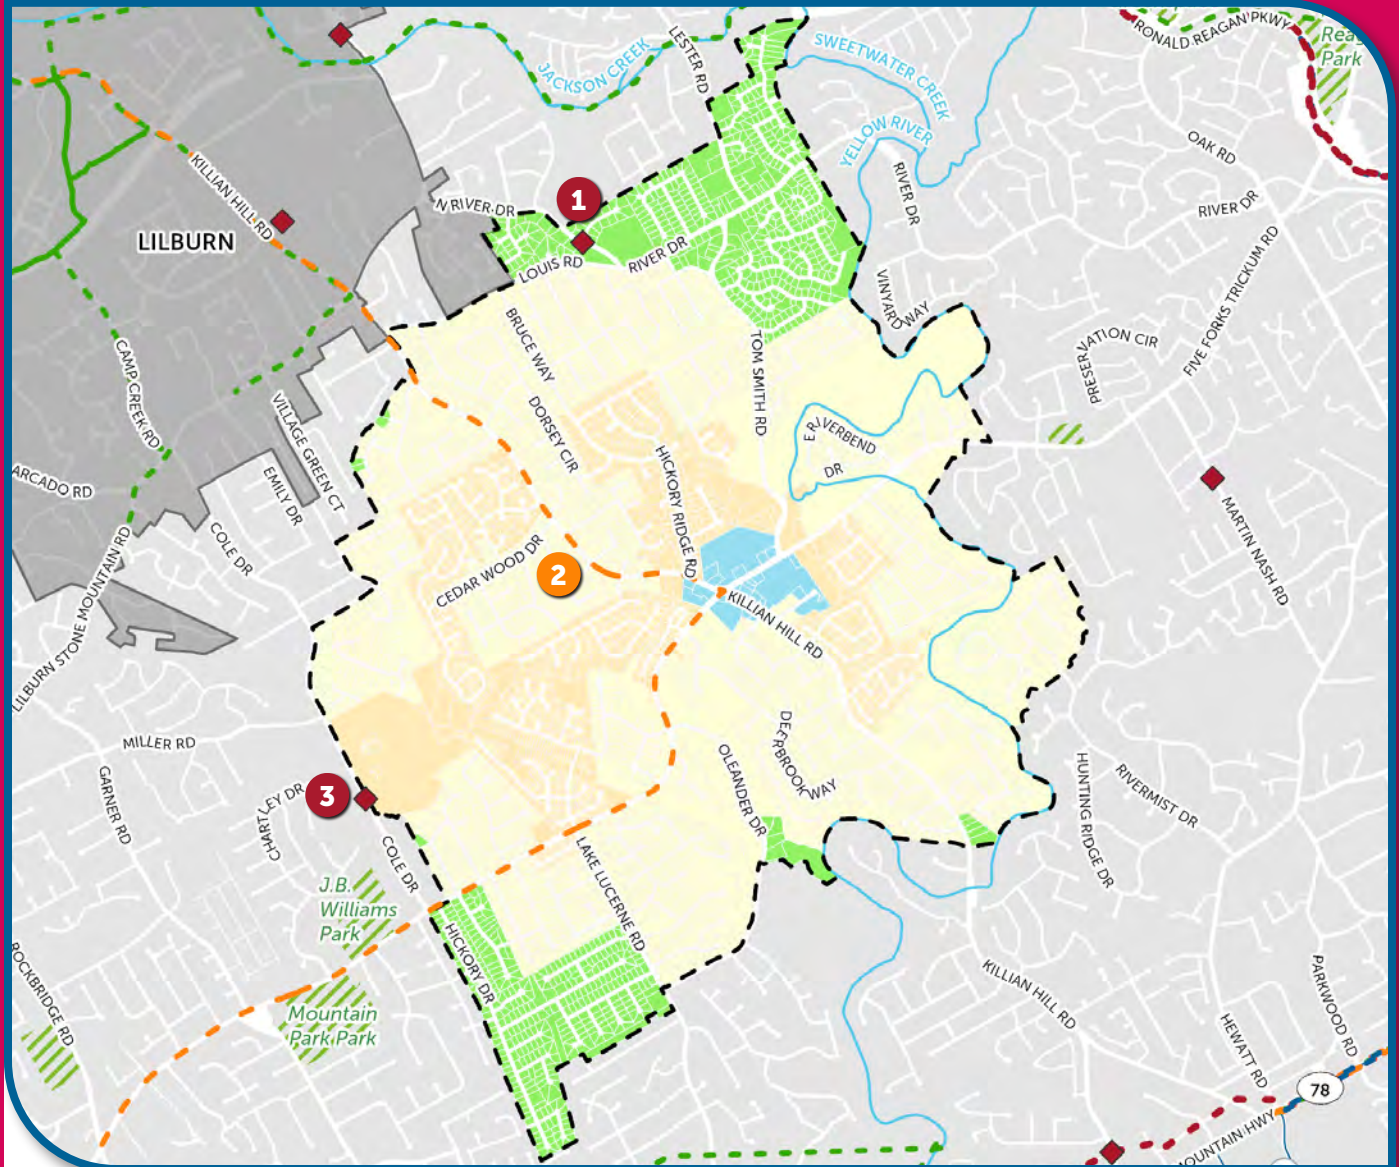 RONALD REAGAN PKWY
Park
LESTER RD
SWEETWATER CREEK
JACKSON CREEK
YELLOW RIVER
OAK RD
KILLIAN HILL RD
RIVER DR
RIVER DR
N RIVER DR
1
LILBURN
RIVER DR
LOUIS RD
FIVE FORKS TRICKUM RD
VINYARD WAY
BRUCE WAY
TOM SMITH RD
PRESERVATION CIR
CAMP CREEK RD
VILLAGE GREEN CT
DORSEY CIR
RIVERBEND
E
DR
HICKORY RIDGE RD
ARCADO RD
EMILY DR
MARTIN NASH RD
COLE DR
CEDAR WOOD DR
2
LILBURN STONE MOUNTAIN RD
KILLIAN HILL RD
MILLER RD
DEERBROOK WAY
OLEANDER DR
GARNER RD
CHARTLEY DR
3
HUNTING RIDGE DR
RIVERMIST DR
COLE DR
LAKE LUCERNE RD
J.B.
Williams
Park
HICKORY DR
ROCKBRIDGE RD
KILLIAN HILL RD
PARKWOOD RD
Mountain
Park Park
HEWATT RD
78
MOUNTAIN HWY